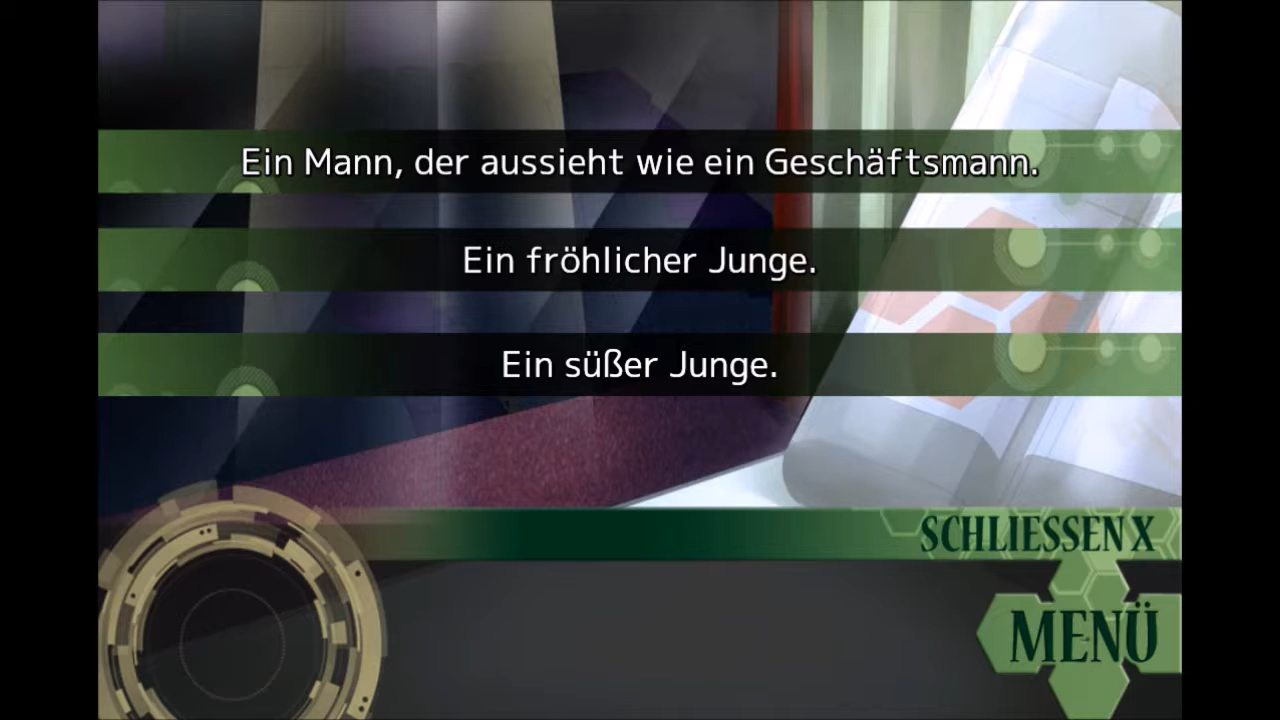 Ein Mann, der aussieht wie ein Geschäftsmann.
Ein fröhlicher Junge.
Ein süßer Junge.
SCHLIESSEN X
MENÜ